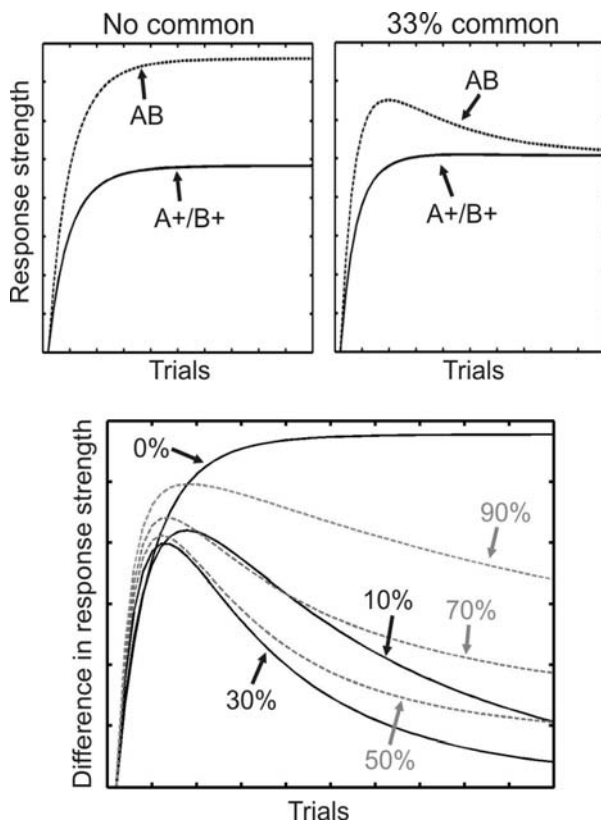 No common
33% common
Response strength
AB
A+/B+
Trials
AB
A+/B+
Trials
Difference in response strength
0%
90%
10%
70%
30%
50%
Trials